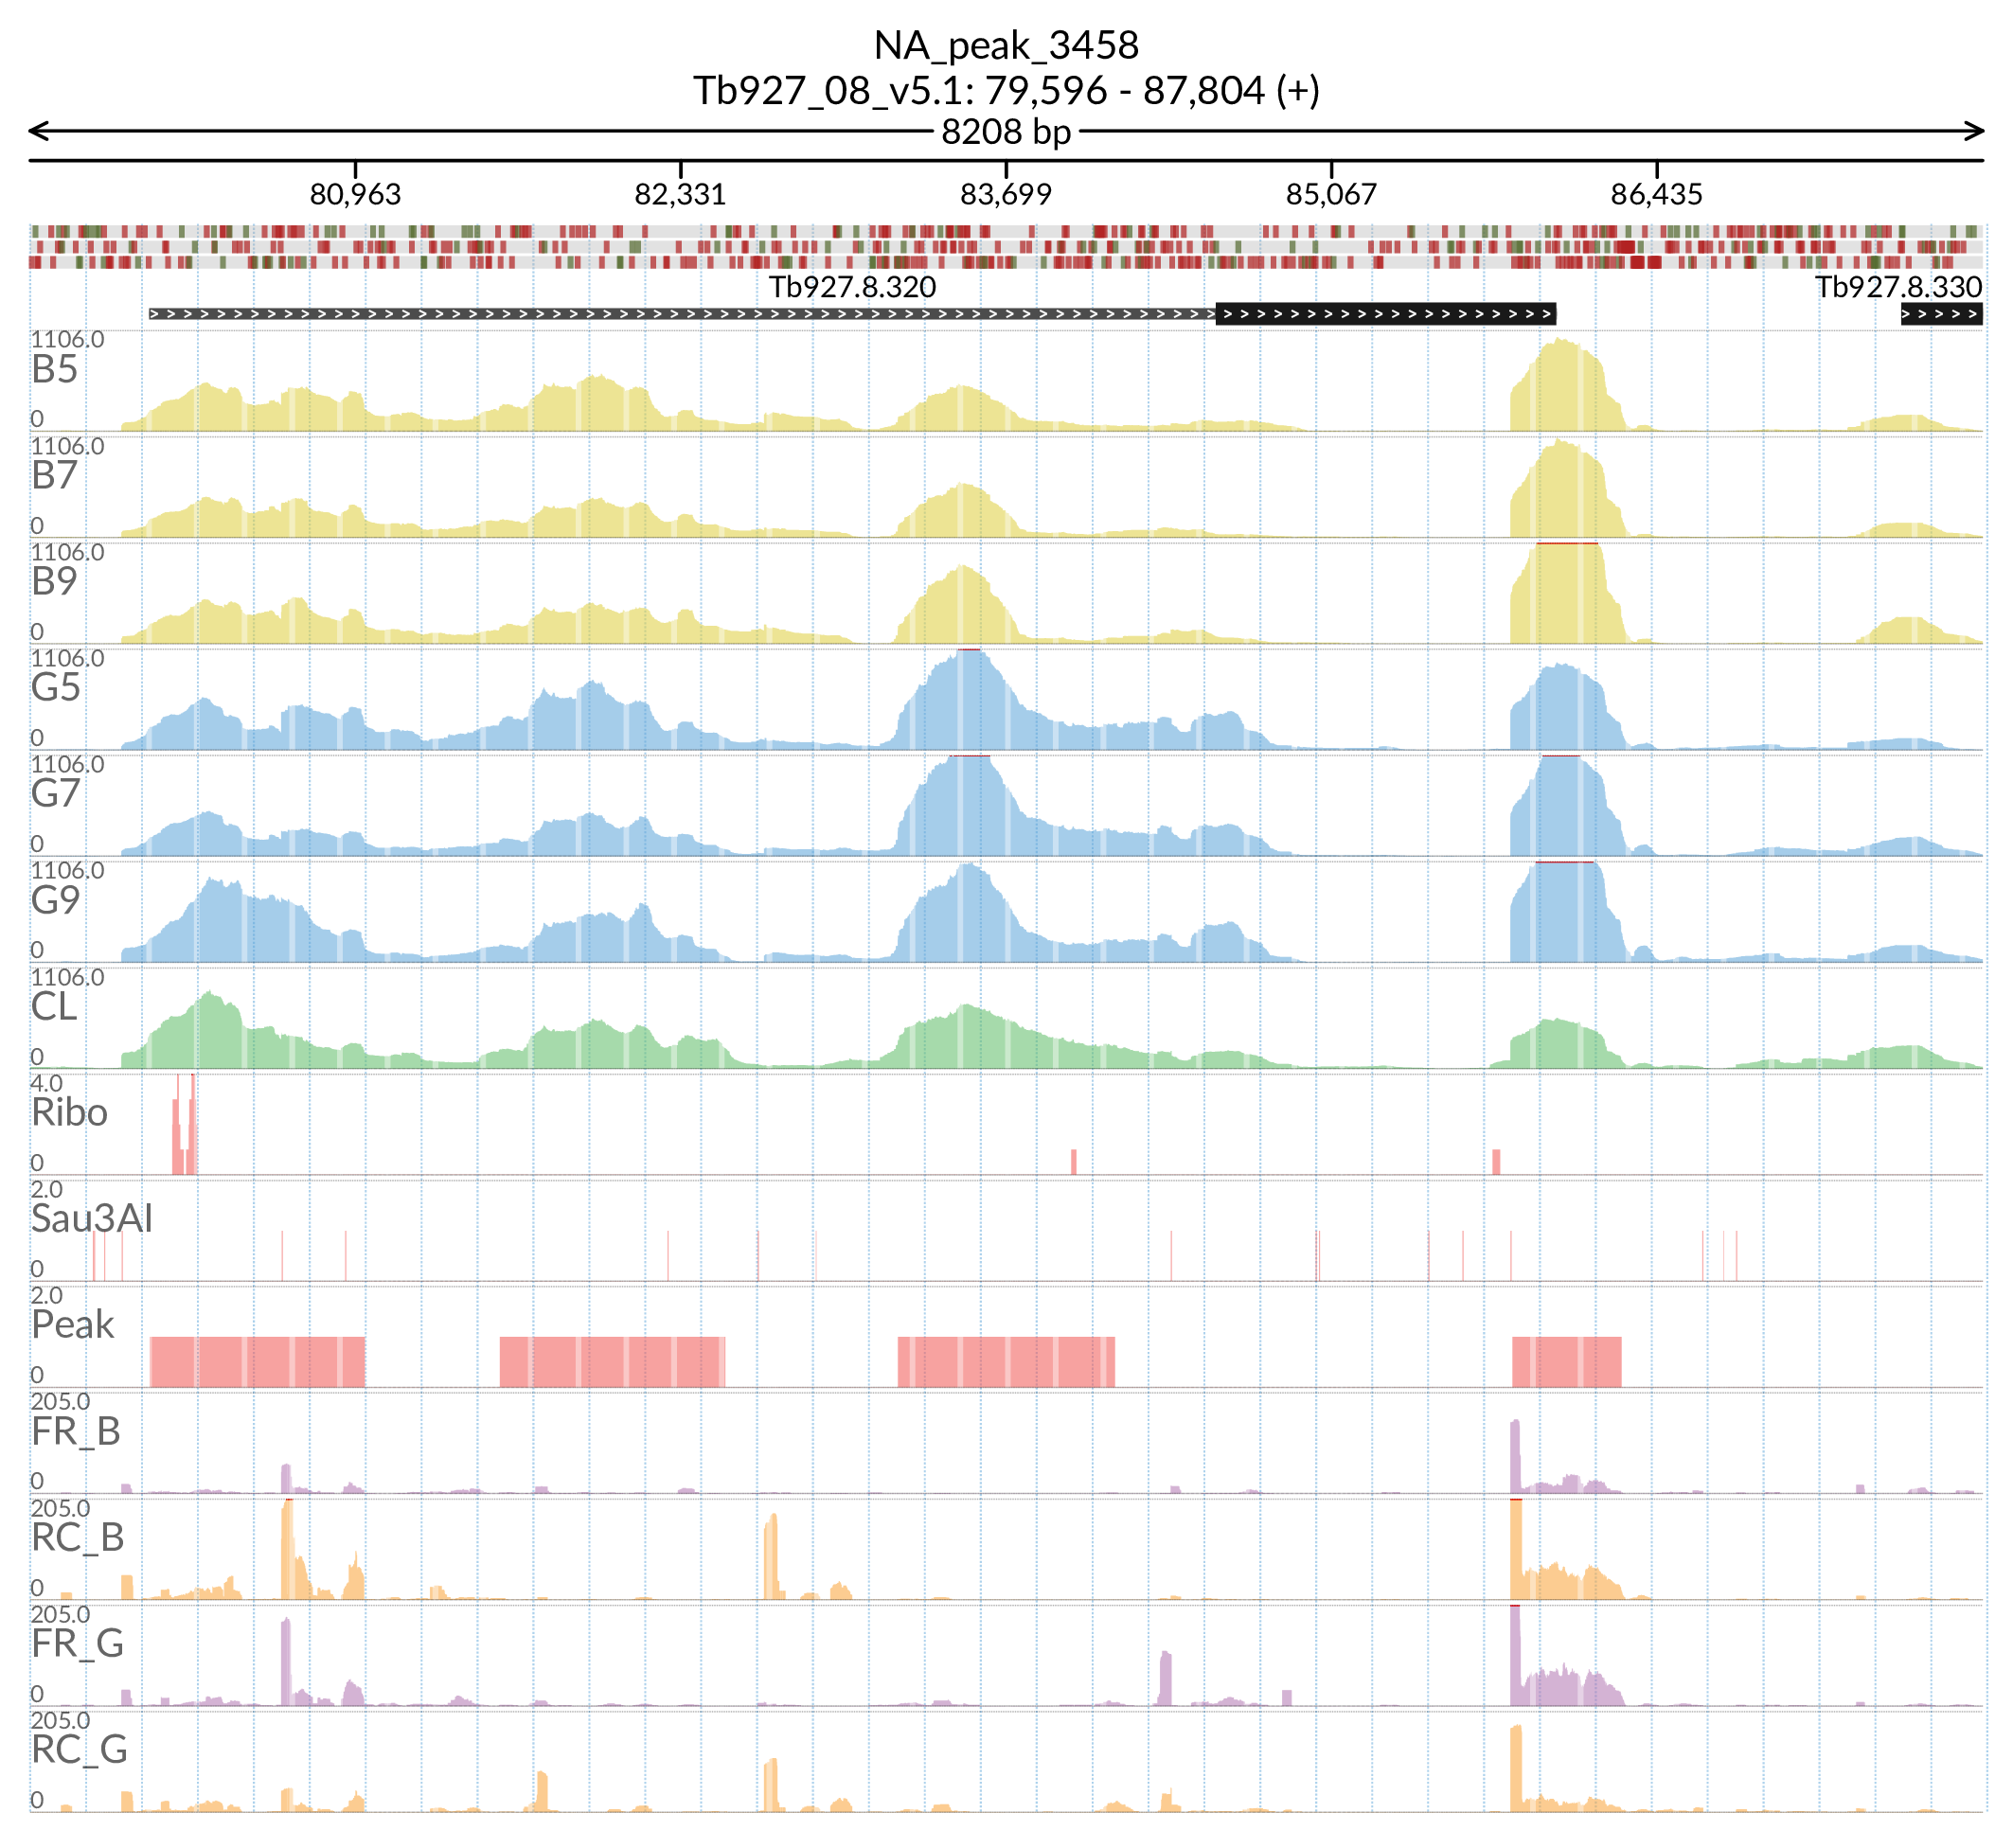 NA_peak_3458
Tb927_08_v5.1: 79,596 - 87,804 (+)
8208 bp
80,963 82,331 83,699 85,067 86,435
Tb927.8.320 Tb927.8.330
1106.0
B5
0
1106.0
B7
0
1106.0
B9
0
1106.0
G5
0
1106.0
G7
0
1106.0
G9
0
1106.0
CL
0
4.0
Ribo
0
2.0
Sau3AI
0
2.0
Peak
0
205.0
FR_B
0
205.0
RC_B
0
205.0
FR_G
0
205.0
RC_G
0